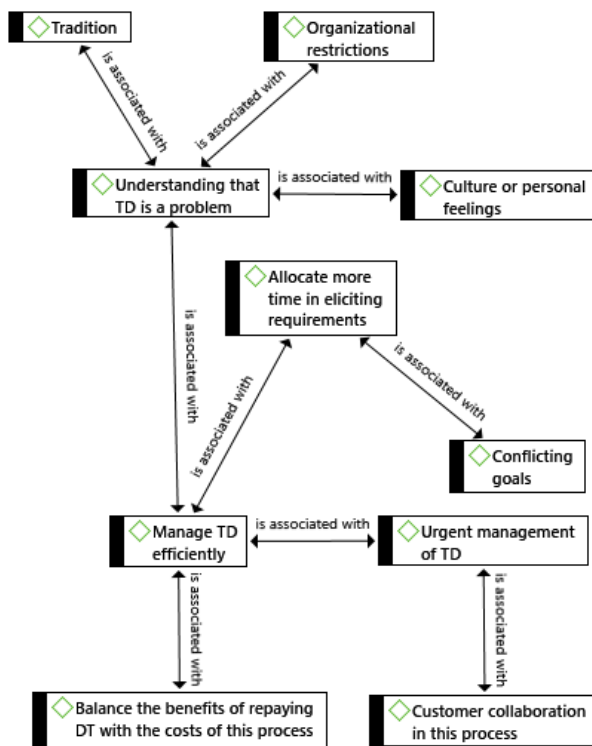 Tradition
Organizational
restrictions
is associated with
is associated with
Understanding that
TD is a problem
is associated with
Culture or personal
feelings
is associated with
Allocate more
time in eliciting
requirements
is associated with
is associated with
Conflicting
goals
Manage TD
efficiently
is associated with
Urgent management
of TD
is associated with
is associated with
Balance the benefits of repaying
DT with the costs of this process
Customer collaboration
in this process